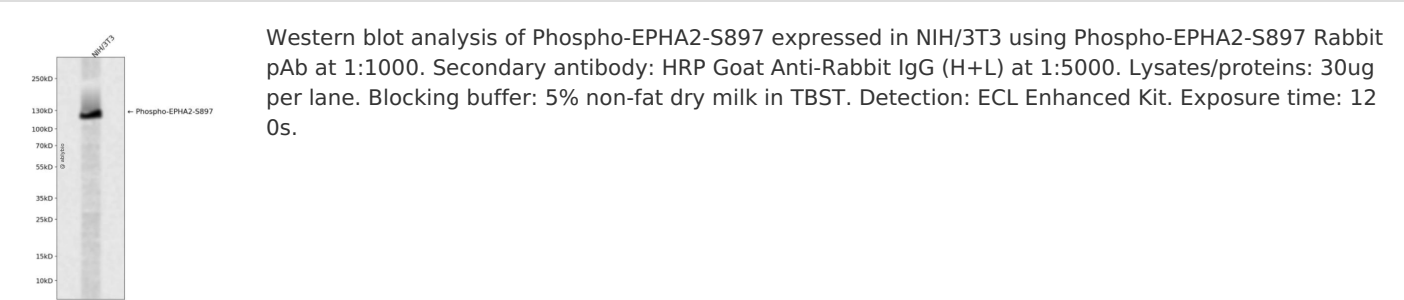 NIH/3T3
Western blot analysis of Phospho-EPHA2-S897 expressed in NIH/3T3 using Phospho-EPHA2-S897 Rabbit
pAb at 1:1000. Secondary antibody: HRP Goat Anti-Rabbit IgG (H+L) at 1:5000. Lysates/proteins: 30ug
per lane. Blocking buffer: 5% non-fat dry milk in TBST. Detection: ECL Enhanced Kit. Exposure time: 12
0s.
250kD
130kD
← Phospho-EPHA2-S897
100kD
70kD
55kD
35kD
25kD
15kD
10kD